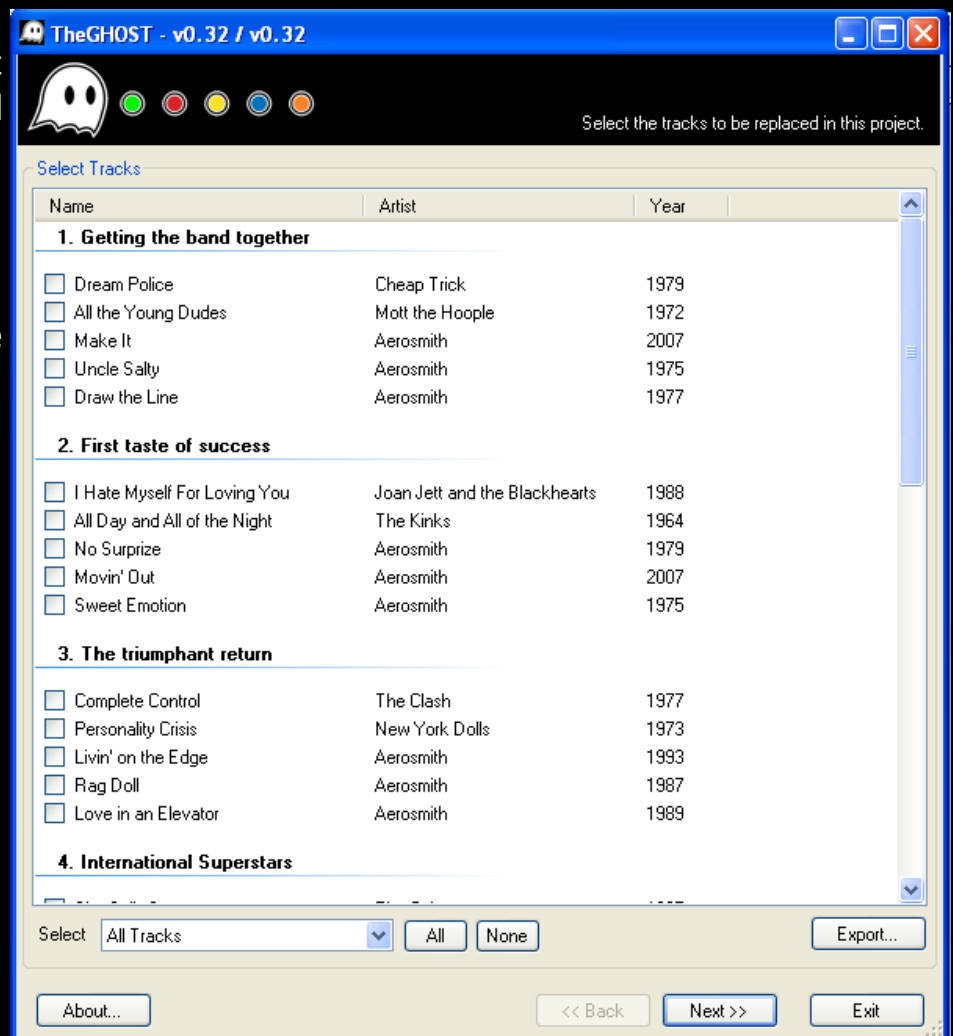 TheGHOST - v0.32 / v0.32
Select the tracks to be replaced in this project.
Select Tracks
Name Artist Year
1. Getting the band together
Dream Police Cheap Trick 1979
All the Young Dudes Mott the Hoople 1972
Make It Aerosmith 2007
Uncle Salty Aerosmith 1975
Draw the Line Aerosmith 1977
2. First taste of success
I Hate Myself For Loving You Joan Jett and the Blackhearts 1988
All Day and All of the Night The Kinks 1964
No Surprize Aerosmith 1979
Movin' Out Aerosmith 2007
Sweet Emotion Aerosmith 1975
3. The triumphant return
Complete Control The Clash 1977
Personality Crisis New York Dolls 1973
Livin' on the Edge Aerosmith 1993
Rag Doll Aerosmith 1987
Love in an Elevator Aerosmith 1989
4. International Superstars
Select All Tracks All None Export...
About... << Back Next >> Exit